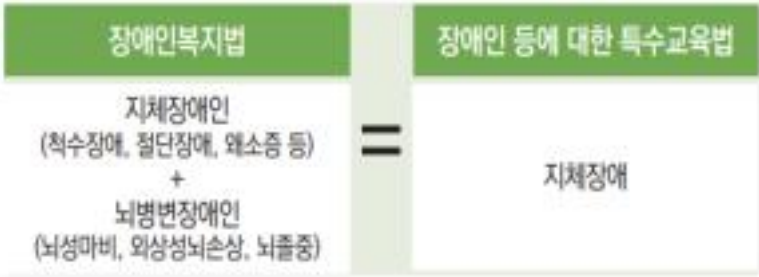 장애인복지법
지체장애인
(척수장애, 절단장애, 왜소증 등)
+
뇌병변장애인
(뇌성마비, 외상성뇌손상, 뇌졸중)
=
장애인 등에 대한 특수교육법
지체장애